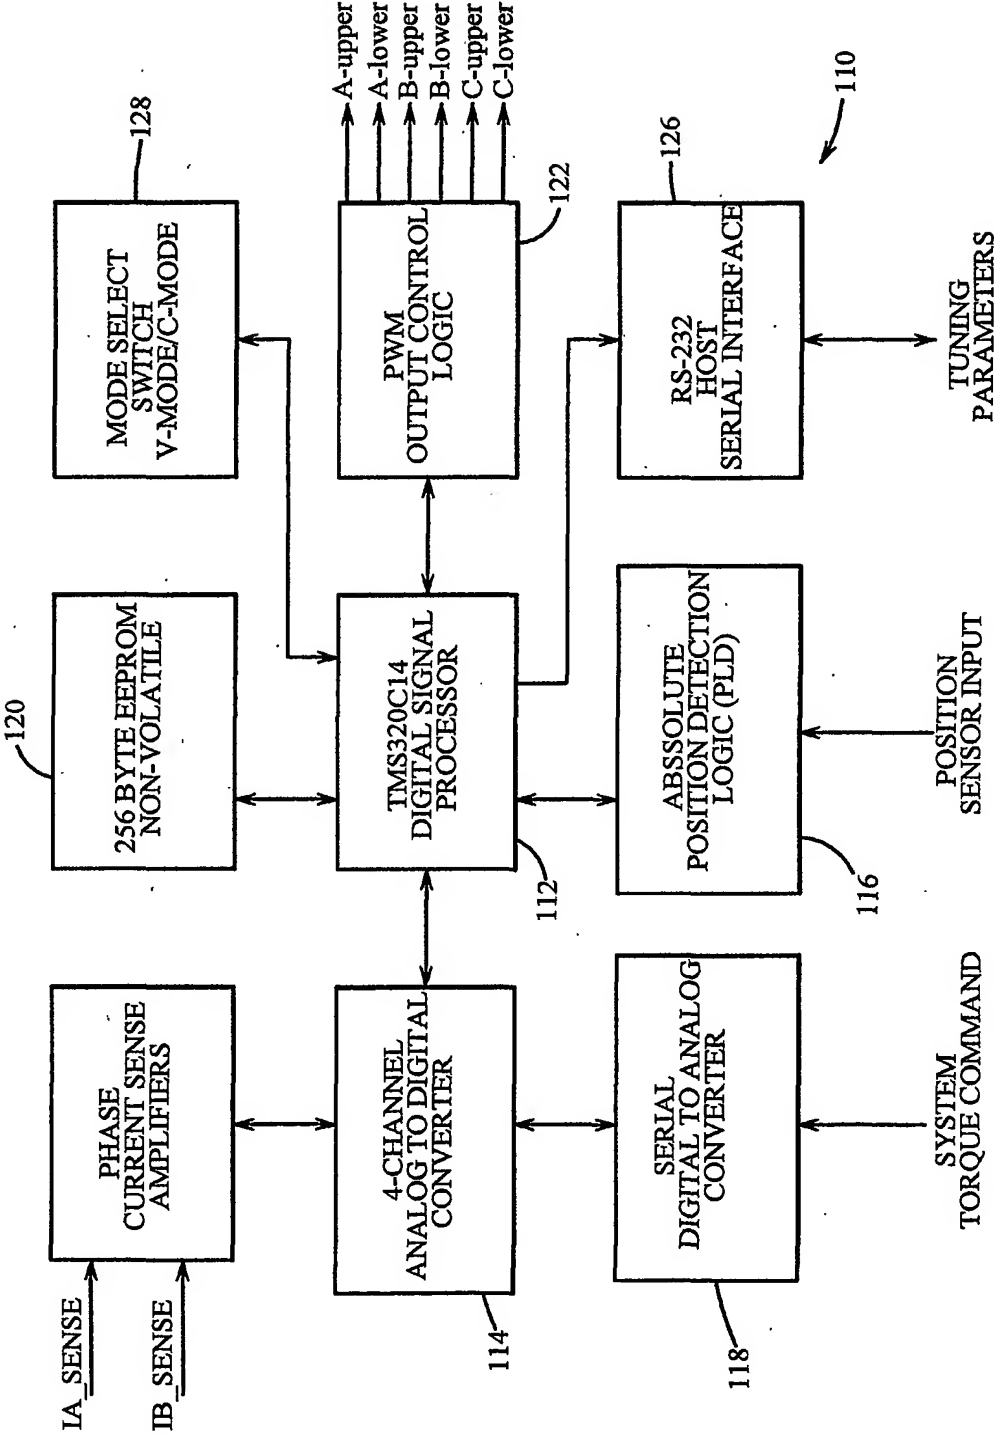 IA_SENSE
IB_SENSE
PHASE
CURRENT SENSE
AMPLIFIERS
120
256 BYTE EEPROM
NON-VOLATILE
128
MODE SELECT
SWITCH
V-MODE/C-MODE
114
4-CHANNEL
ANALOG TO DIGITAL
CONVERTER
112
TMS320C14
DIGITAL SIGNAL
PROCESSOR
PWM
OUTPUT CONTROL
LOGIC
122
A-upper
A-lower
B-upper
B-lower
C-upper
C-lower
118
SERIAL
DIGITAL TO ANALOG
CONVERTER
116
ABSSOLUTE
POSITION DETECTION
LOGIC (PLD)
126
RS-232
HOST
SERIAL INTERFACE
110
SYSTEM
TORQUE COMMAND
POSITION
SENSOR INPUT
TUNING
PARAMETERS